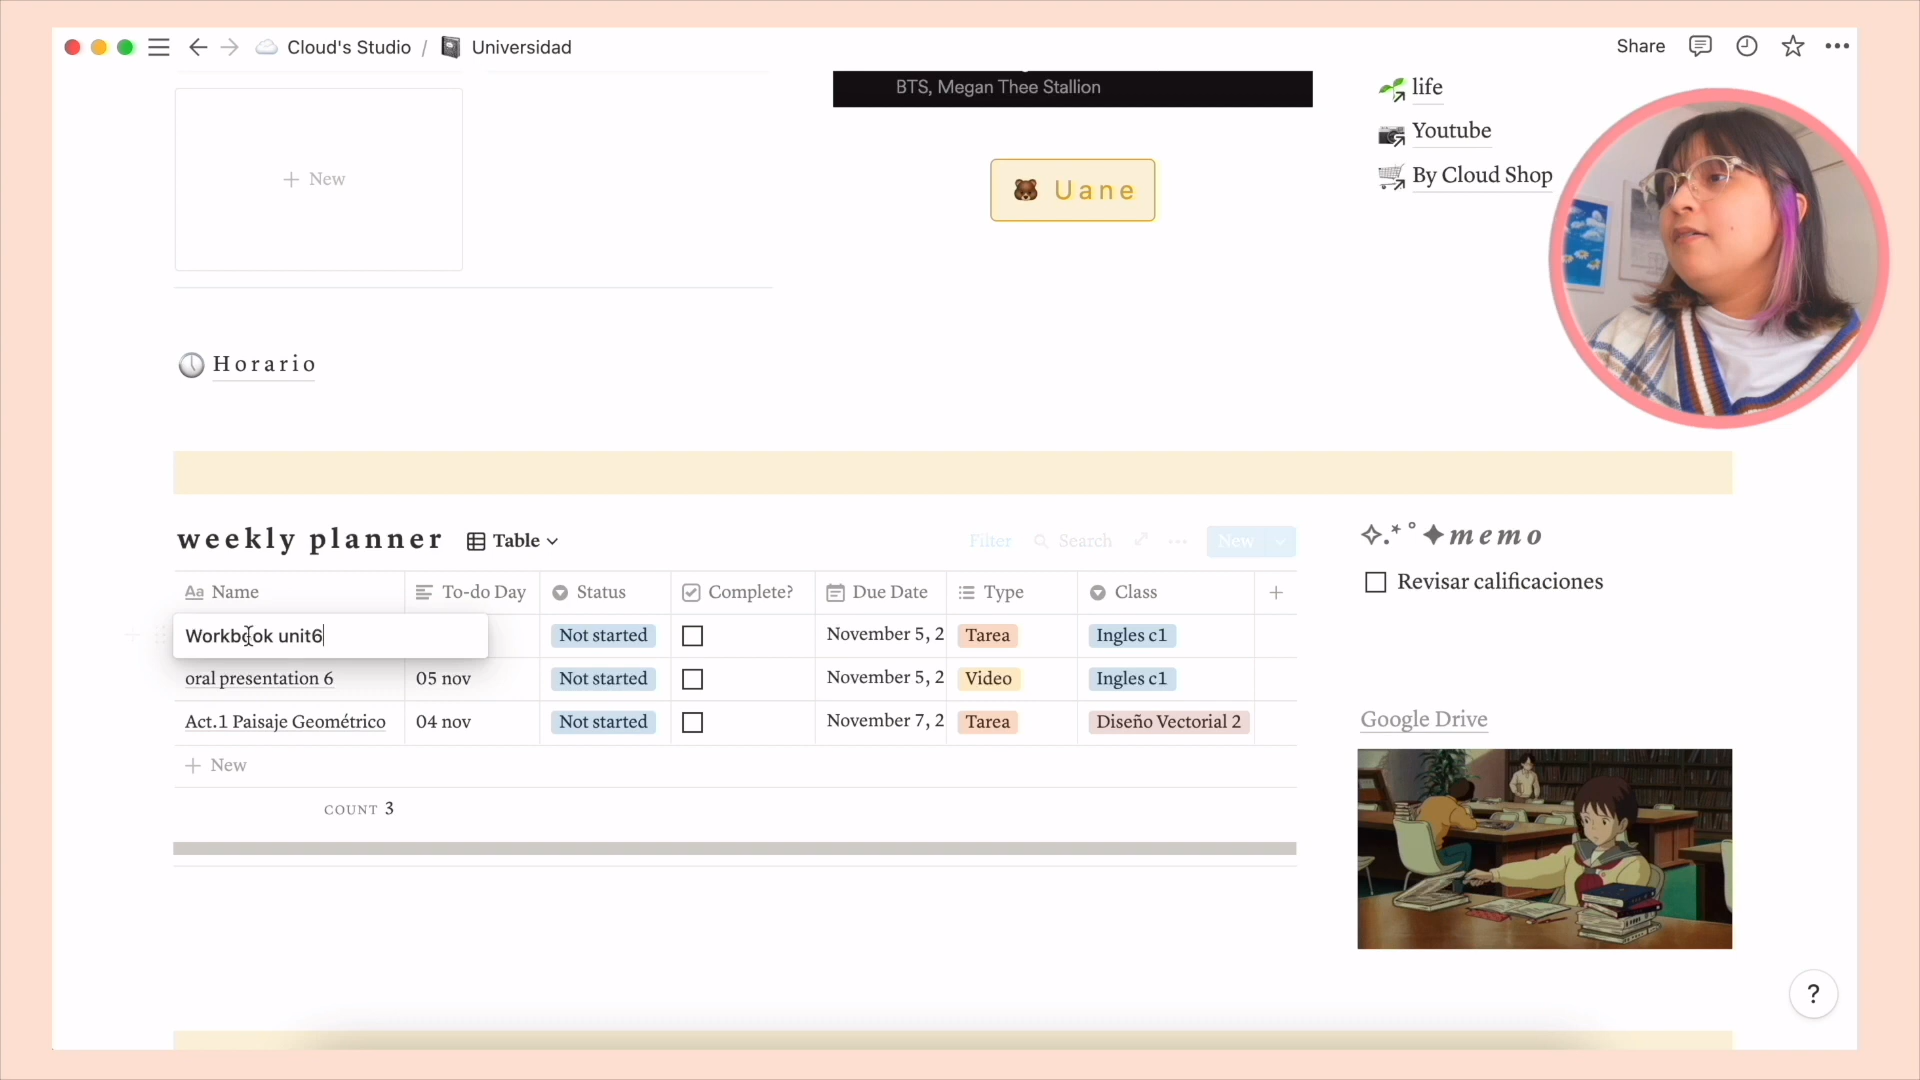 Cloud's Studio / Universidad
Share
BTS, Megan Thee Stallion
life
Youtube
By Cloud Shop
+ New
Uane
Horario
weekly planner Table
Filter Search New
Aa Name To-do Day Status Complete? Due Date Type Class +
Workbook unit6 Not started November 5, 2 Tarea Ingles c1
oral presentation 6 05 nov Not started November 5, 2 Video Ingles c1
Act.1 Paisaje Geométrico 04 nov Not started November 7, 2 Tarea Diseño Vectorial 2
+ New
COUNT 3
✧.*˚✦memo
Revisar calificaciones
Google Drive
?